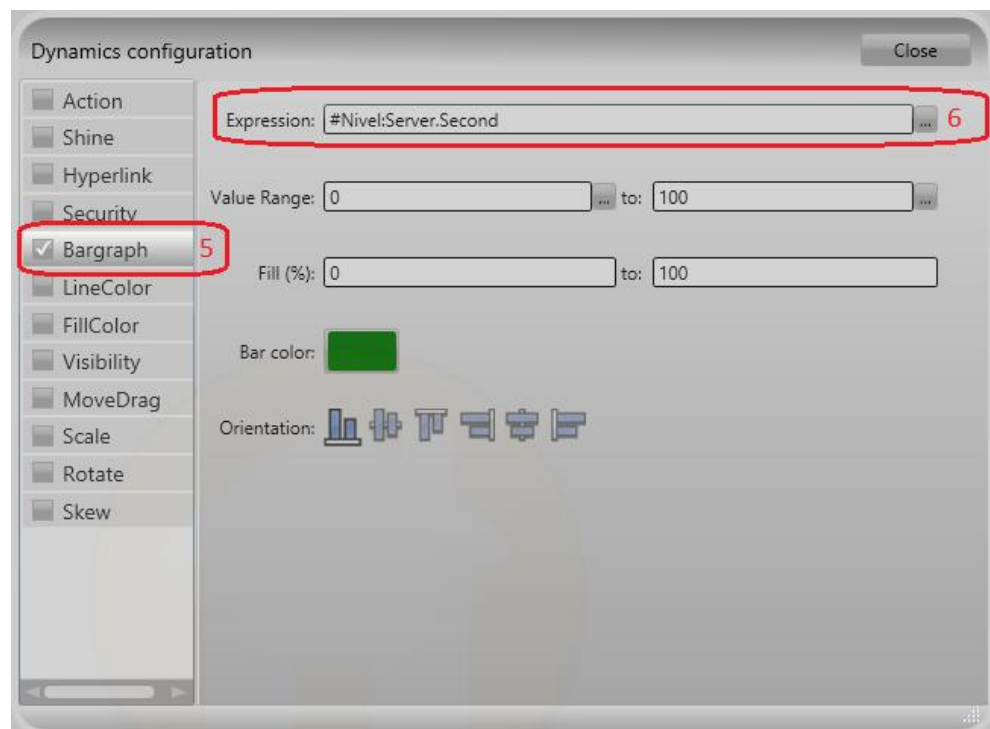 Dynamics configuration
Close
Action
Shine
Hyperlink
Security
Bargraph
5
LineColor
FillColor
Visibility
MoveDrag
Scale
Rotate
Skew
Expression: #Nivel:Server.Second ... 6
Value Range: 0 ... to: 100 ...
Fill (%): 0 to: 100
Bar color:
Orientation: